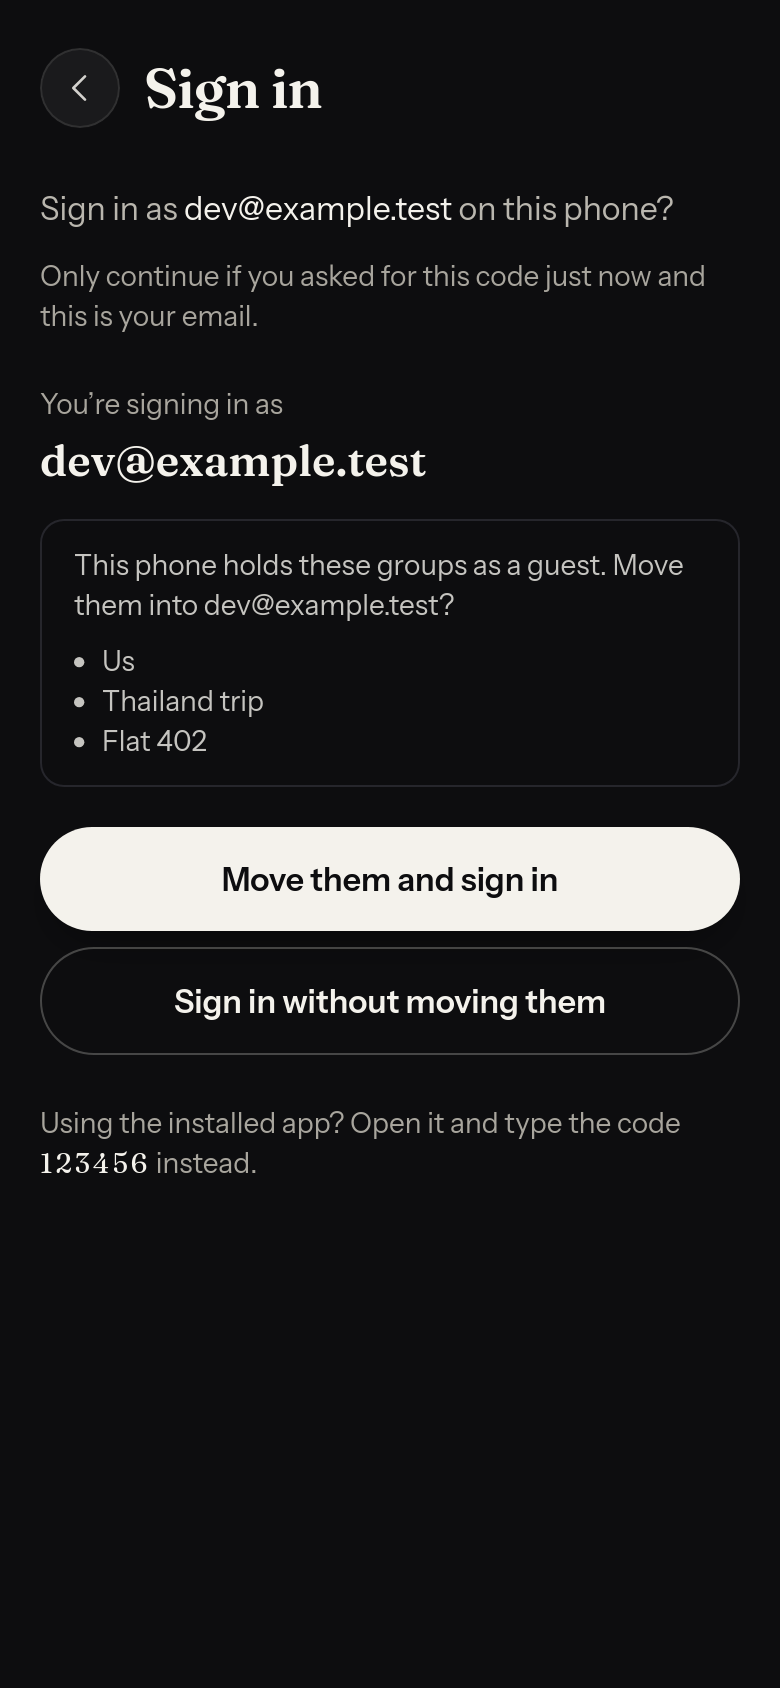 Sign in
Sign in as dev@example.test on this phone?
Only continue if you asked for this code just now and
this is your email.
You’re signing in as
dev@example.test
This phone holds these groups as a guest. Move
them into dev@example.test?
• Us
• Thailand trip
• Flat 402
Move them and sign in
Sign in without moving them
Using the installed app? Open it and type the code
123456 instead.